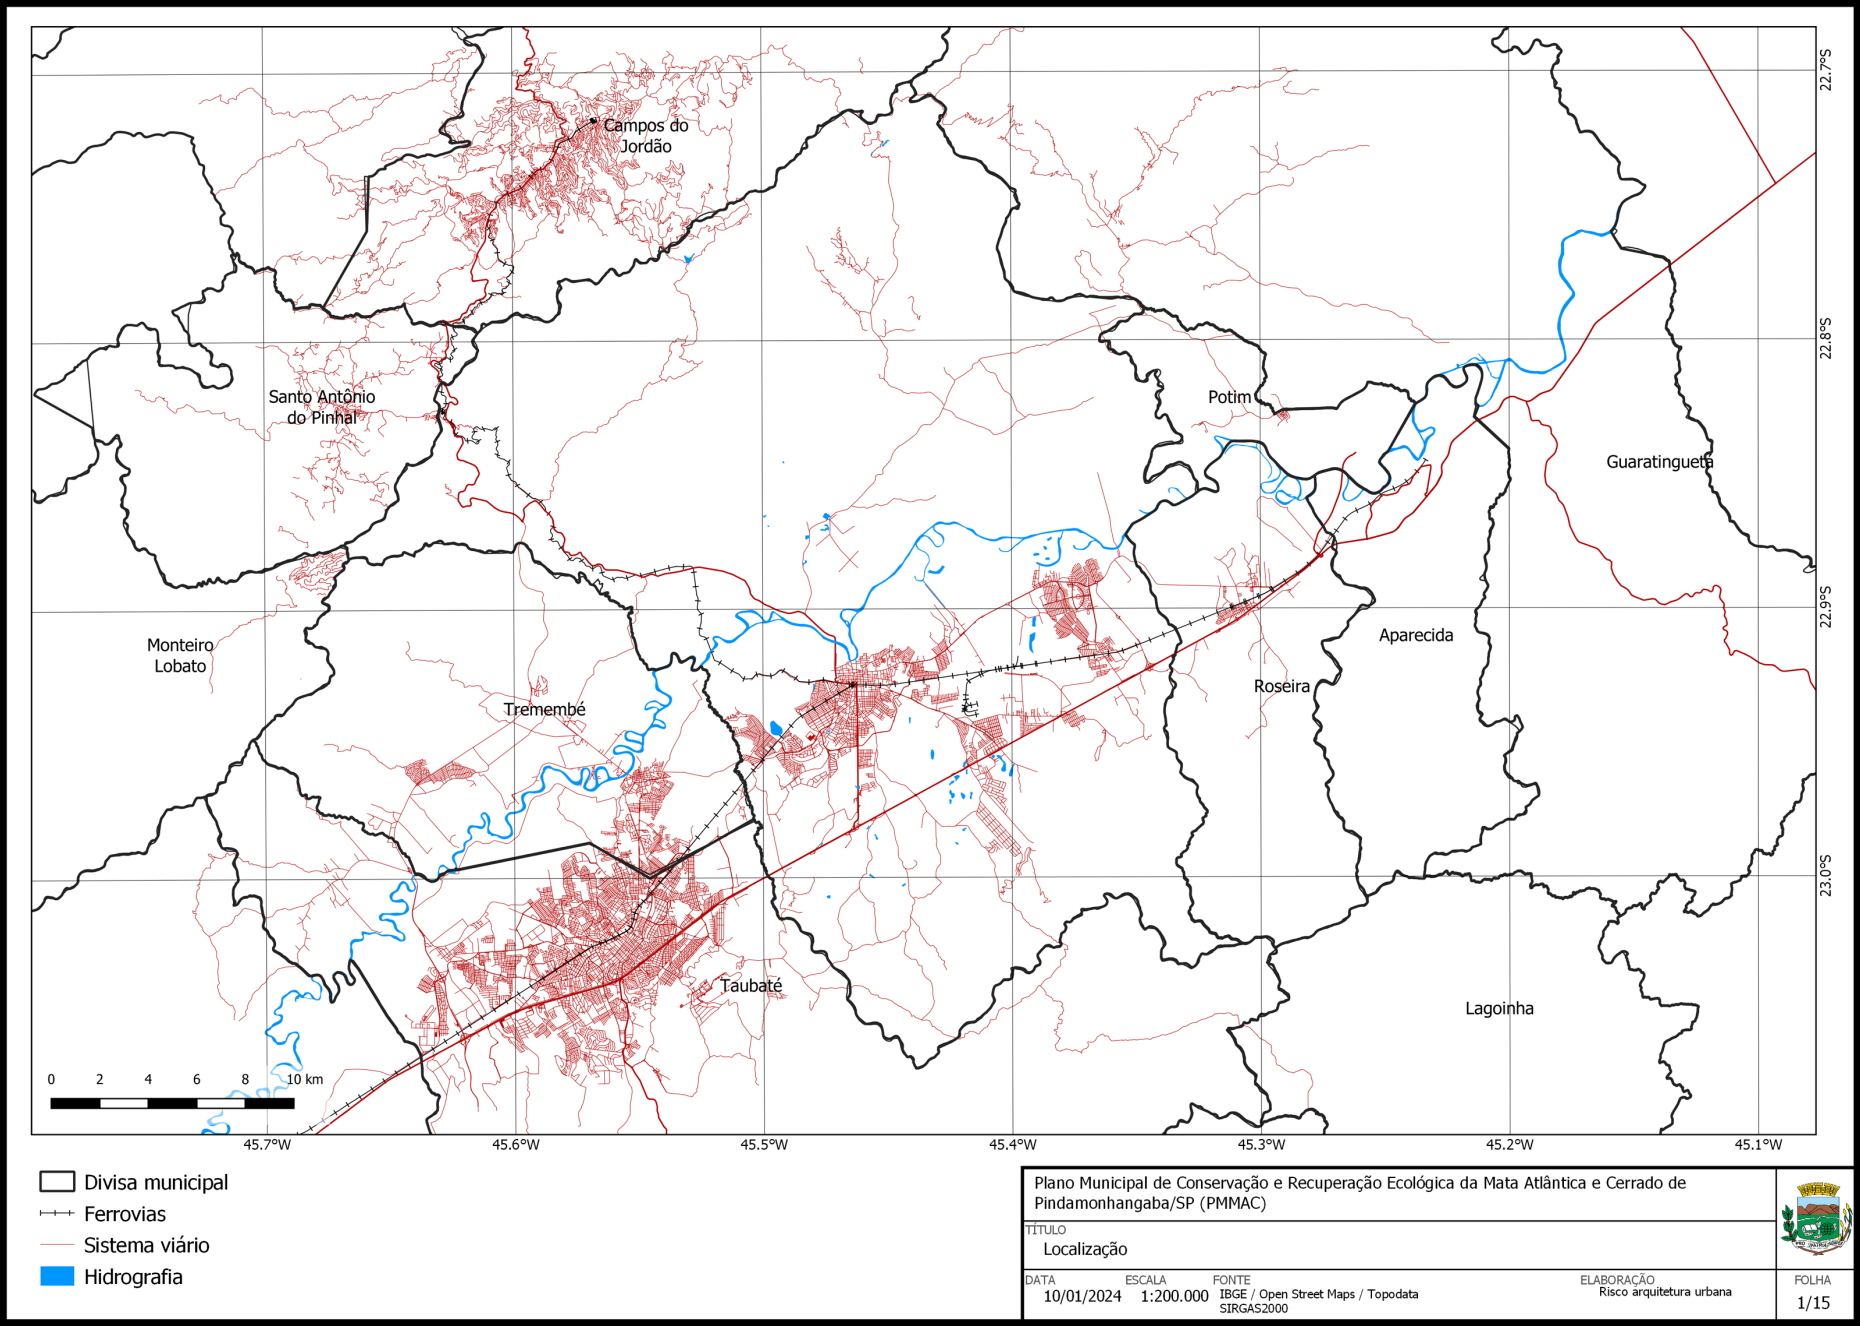 22.7°S
Campos do
Jordão
22.8°S
Santo Antônio
do Pinhal
Potim
Guaratinguetá
22.9°S
Monteiro
Lobato
Aparecida
Roseira
Tremembé
23.0°S
Taubaté
Lagoinha
0 2 4 6 8 10 km
45.7°W 45.6°W 45.5°W 45.4°W 45.3°W 45.2°W 45.1°W
Divisa municipal
Ferrovias
Sistema viário
Hidrografia
Plano Municipal de Conservação e Recuperação Ecológica da Mata Atlântica e Cerrado de
Pindamonhangaba/SP (PMMAC)
TÍTULO
Localização
DATA ESCALA FONTE ELABORAÇÃO FOLHA
10/01/2024 1:200.000 IBGE / Open Street Maps / Topodata Risco arquitetura urbana 1/15
SIRGAS2000